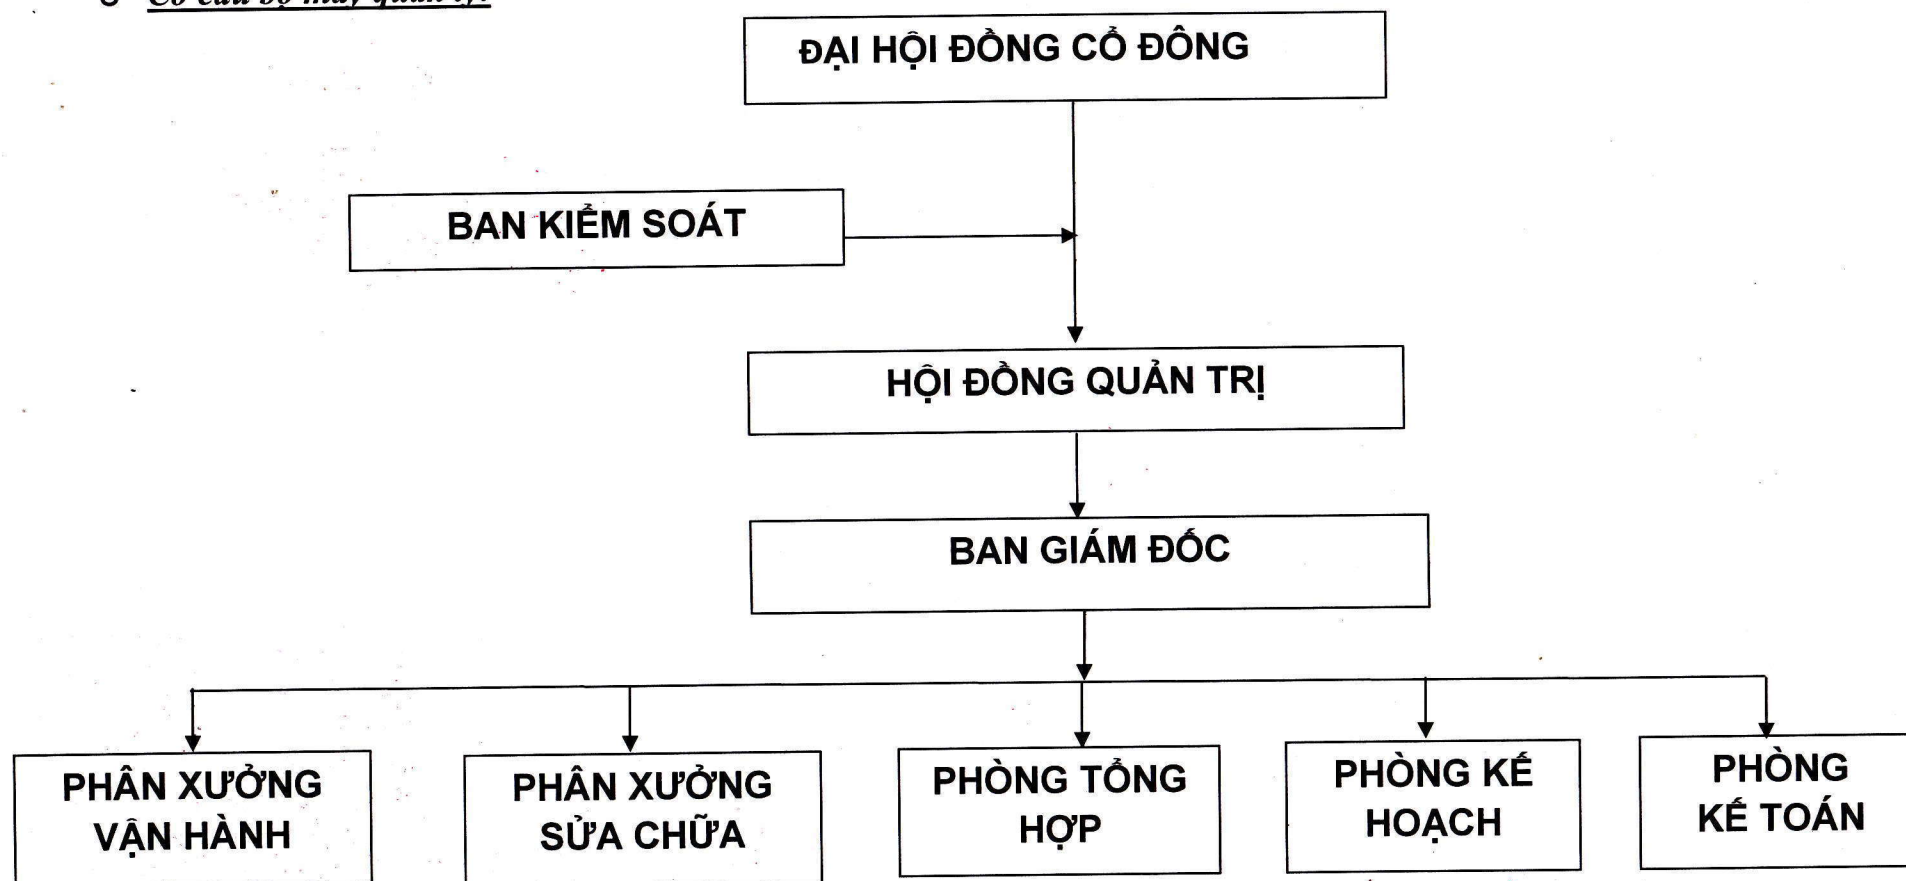 ĐẠI HỘI ĐỒNG CỔ ĐÔNG
BAN KIỂM SOÁT
HỘI ĐỒNG QUẢN TRỊ
BAN GIÁM ĐỐC
PHÂN XƯỞNG
VẬN HÀNH
PHÂN XƯỞNG
SỬA CHỮA
PHÒNG TỔNG
HỢP
PHÒNG KẾ
HOẠCH
PHÒNG
KẾ TOÁN